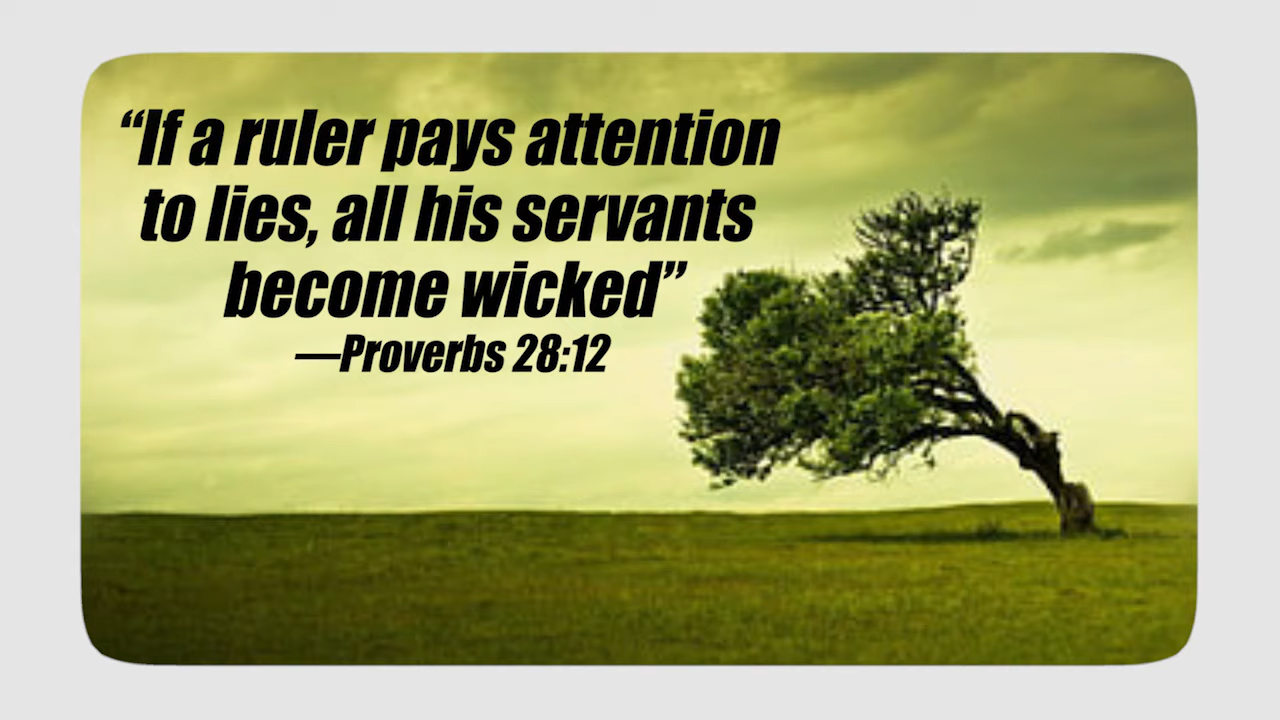 “If a ruler pays attention
to lies, all his servants
become wicked”
—Proverbs 28:12